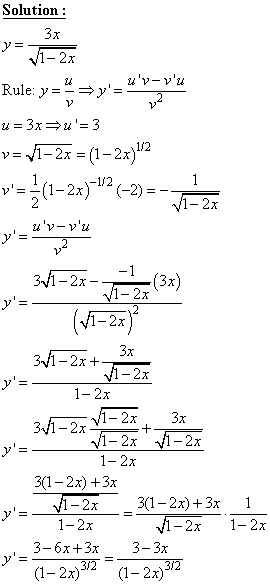 Solution :
y = 3x / √(1−2x)
Rule: y = u/v ⇒ y' = (u'v − v'u) / v²
u = 3x ⇒ u' = 3
v = √(1−2x) = (1−2x)^(1/2)
v' = 1/2 (1−2x)^(−1/2) (−2) = − 1/√(1−2x)
y' = (u'v − v'u) / v²
y' = (3√(1−2x) − (−1/√(1−2x)) (3x)) / (√(1−2x))²
y' = (3√(1−2x) + 3x/√(1−2x)) / (1−2x)
y' = (3√(1−2x) √(1−2x)/√(1−2x) + 3x/√(1−2x)) / (1−2x)
y' = ((3(1−2x)+3x)/√(1−2x)) / (1−2x) = (3(1−2x)+3x)/√(1−2x) · 1/(1−2x)
y' = (3−6x+3x)/(1−2x)^(3/2) = (3−3x)/(1−2x)^(3/2)